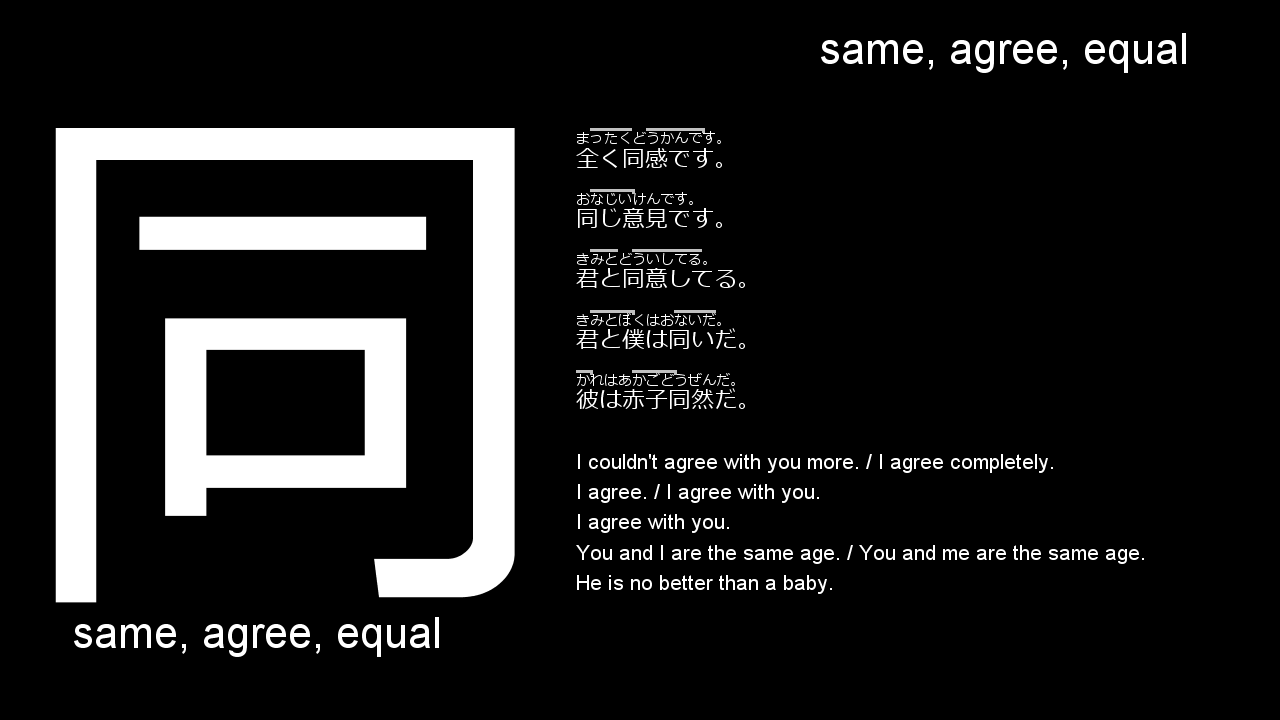 same, agree, equal
同
same, agree, equal
まったくどうかんです。
全く同感です。
おなじいけんです。
同じ意見です。
きみとどういしてる。
君と同意してる。
きみとぼくはおないだ。
君と僕は同いだ。
かれはあかごどうぜんだ。
彼は赤子同然だ。
I couldn't agree with you more. / I agree completely.
I agree. / I agree with you.
I agree with you.
You and I are the same age. / You and me are the same age.
He is no better than a baby.